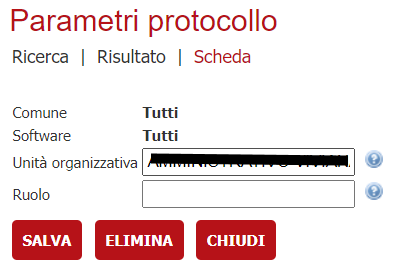 Parametri protocollo
Ricerca | Risultato | Scheda
Comune Tutti
Software Tutti
Unità organizzativa
Ruolo
SALVA ELIMINA CHIUDI